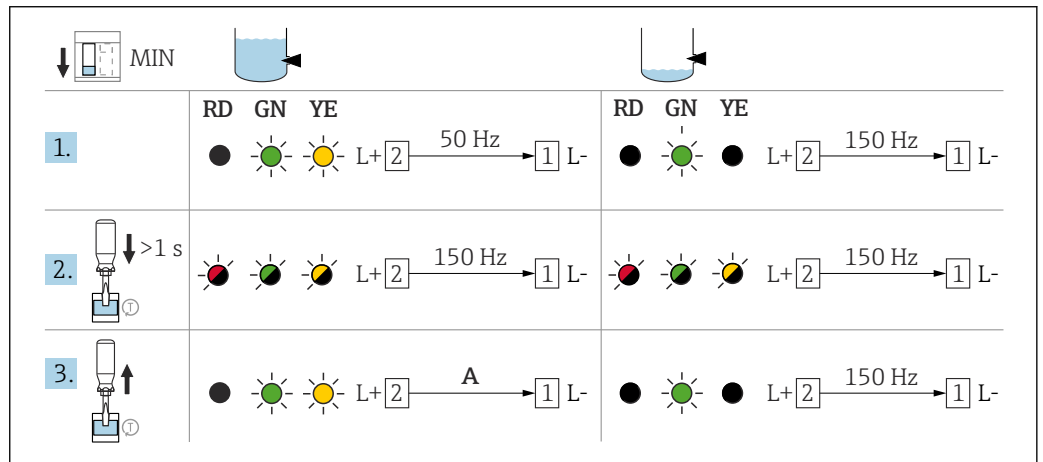 MIN
RD GN YE
RD GN YE
1.
L+ 2 50 Hz 1 L-
L+ 2 150 Hz 1 L-
2. >1 s
T
L+ 2 150 Hz 1 L-
L+ 2 150 Hz 1 L-
3.
T
L+ 2 A 1 L-
L+ 2 150 Hz 1 L-